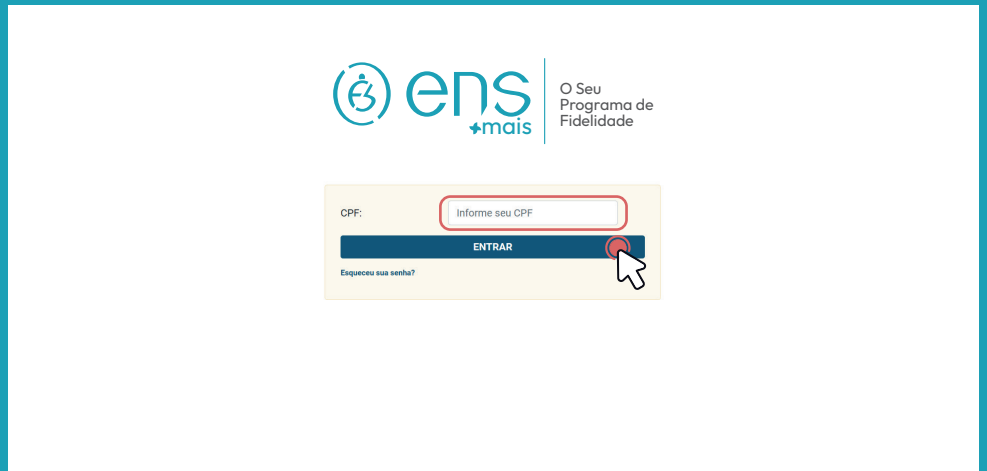 ens
+mais
O Seu
Programa de
Fidelidade
CPF:
Informe seu CPF
ENTRAR
Esqueceu sua senha?